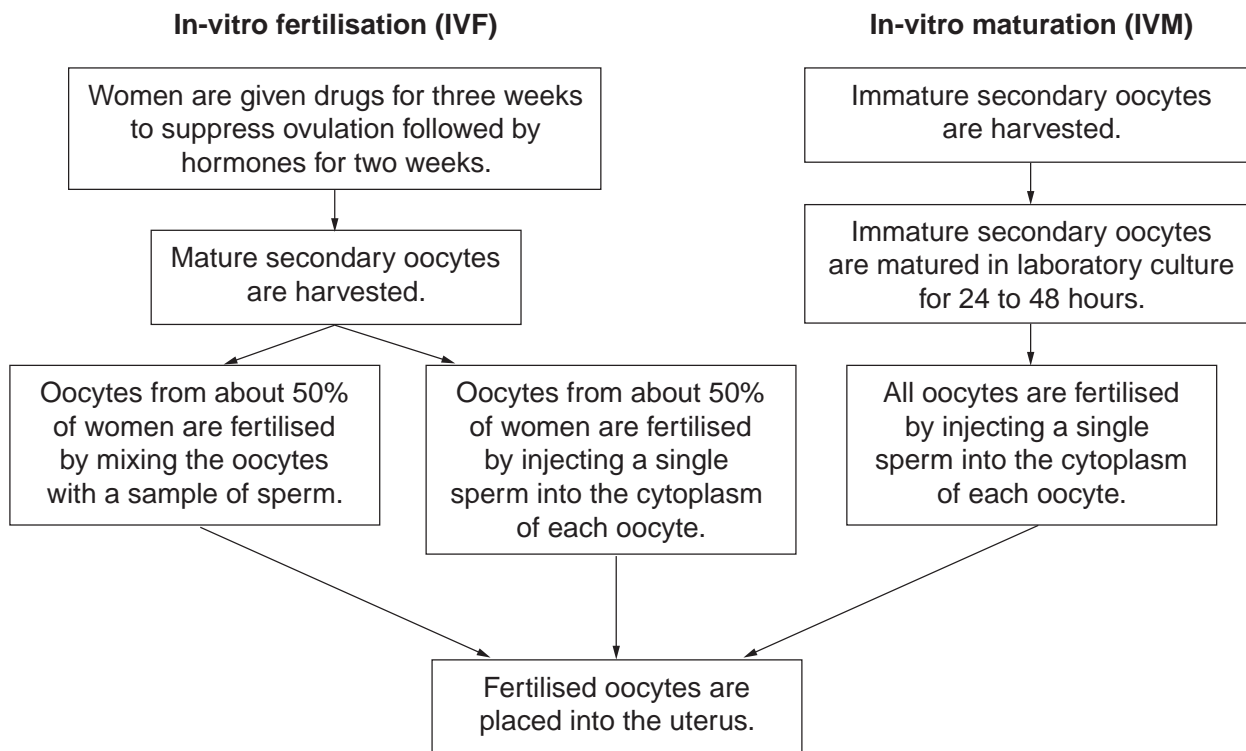 In-vitro fertilisation (IVF)
Women are given drugs for three weeks
to suppress ovulation followed by
hormones for two weeks.
Mature secondary oocytes
are harvested.
Oocytes from about 50%
of women are fertilised
by mixing the oocytes
with a sample of sperm.
Oocytes from about 50%
of women are fertilised
by injecting a single
sperm into the cytoplasm
of each oocyte.
In-vitro maturation (IVM)
Immature secondary oocytes
are harvested.
Immature secondary oocytes
are matured in laboratory culture
for 24 to 48 hours.
All oocytes are fertilised
by injecting a single
sperm into the cytoplasm
of each oocyte.
Fertilised oocytes are
placed into the uterus.